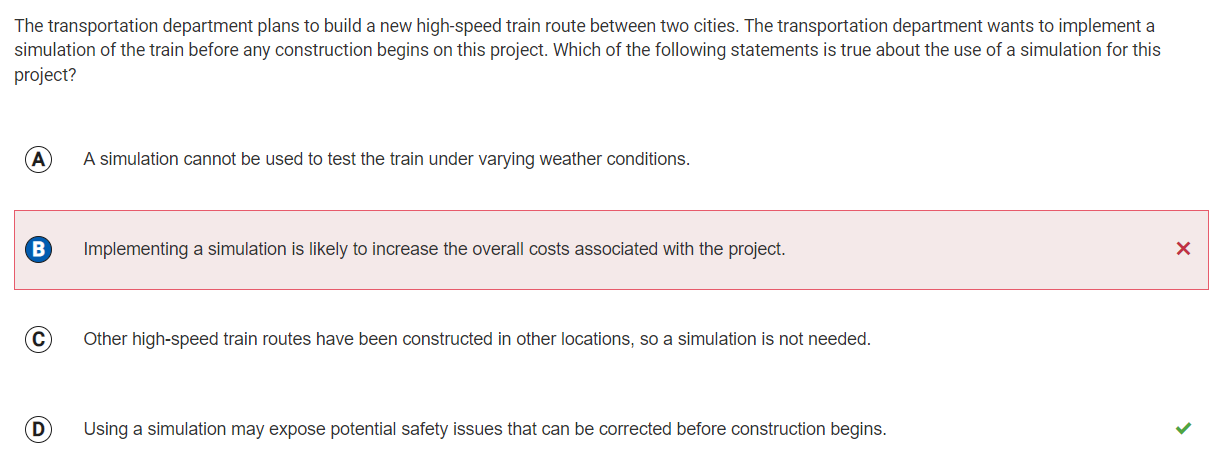 The transportation department plans to build a new high-speed train route between two cities. The transportation department wants to implement a
simulation of the train before any construction begins on this project. Which of the following statements is true about the use of a simulation for this
project?
A A simulation cannot be used to test the train under varying weather conditions.
B Implementing a simulation is likely to increase the overall costs associated with the project.
C Other high-speed train routes have been constructed in other locations, so a simulation is not needed.
D Using a simulation may expose potential safety issues that can be corrected before construction begins.